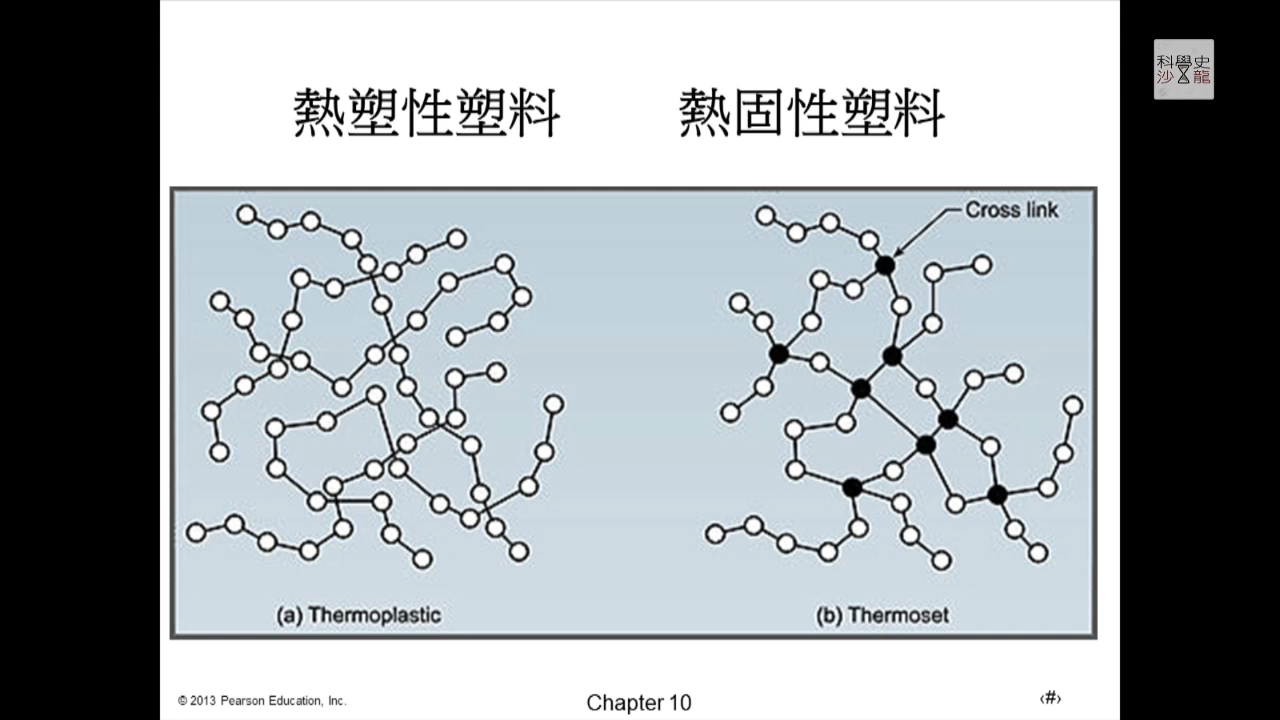 科學史
沙龍
熱塑性塑料 熱固性塑料
Cross link
(a) Thermoplastic (b) Thermoset
© 2013 Pearson Education, Inc. Chapter 10 ‹#›